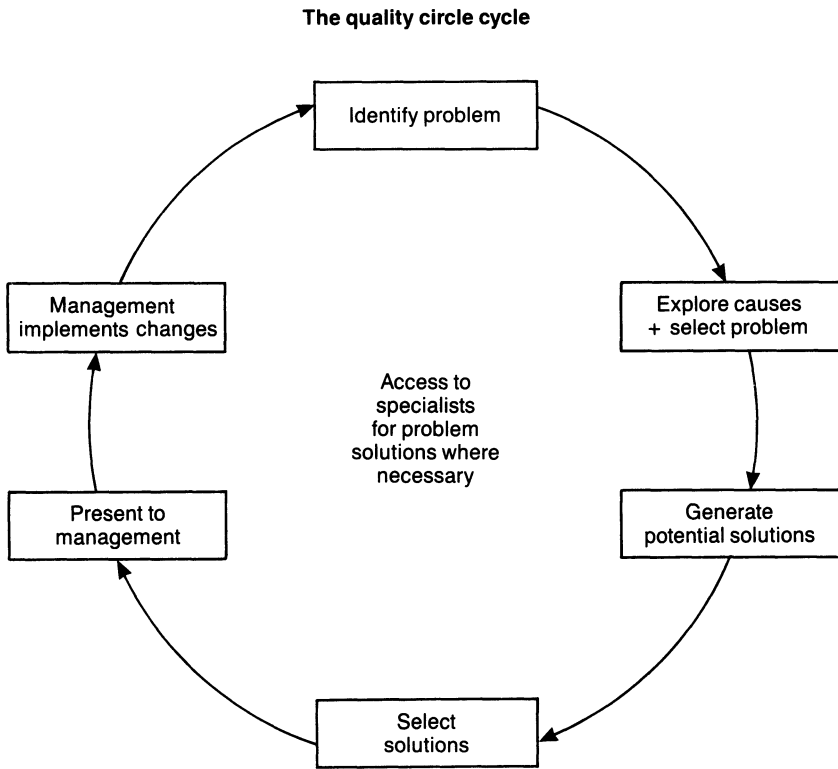 The quality circle cycle
Identify problem
Explore causes
+ select problem
Generate
potential solutions
Select
solutions
Present to
management
Management
implements changes
Access to
specialists
for problem
solutions where
necessary